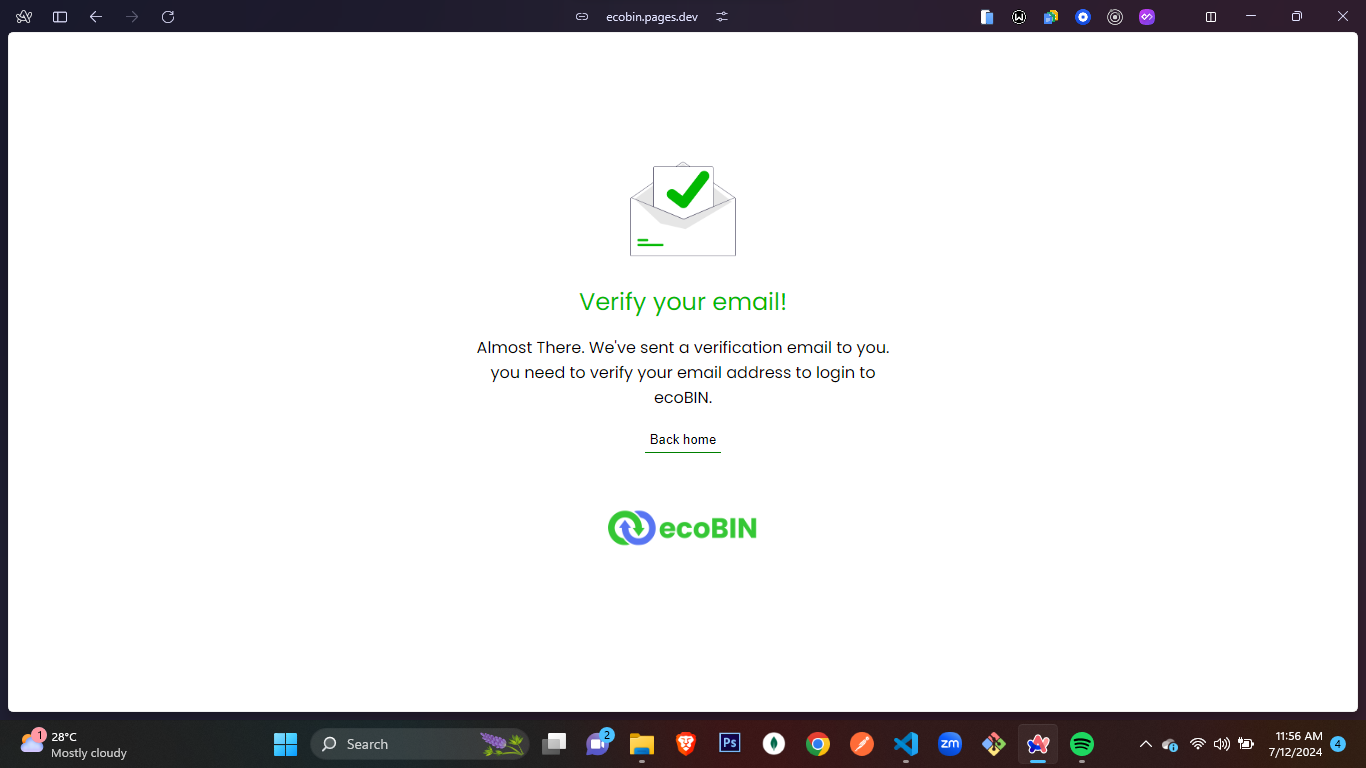 ecobin.pages.dev
Verify your email!
Almost There. We've sent a verification email to you.
you need to verify your email address to login to
ecoBIN.
Back home
ecoBIN
1
28°C
Mostly cloudy
Search
2
Ps
zm
11:56 AM
7/12/2024
4